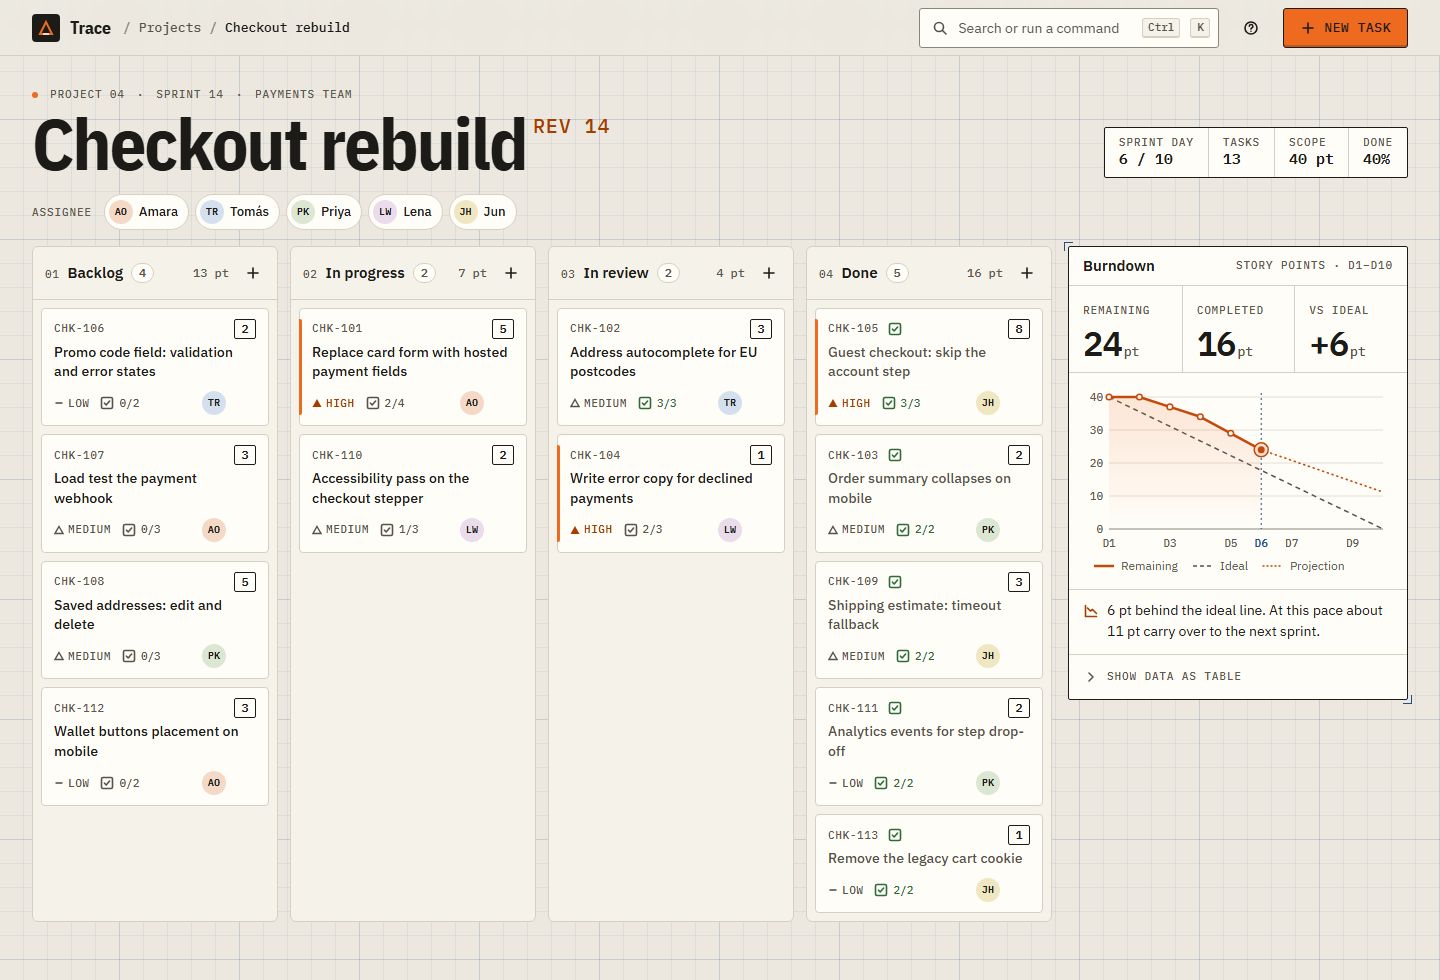 Trace / Projects / Checkout rebuild
Search or run a command Ctrl K
+ NEW TASK
PROJECT 04 · SPRINT 14 · PAYMENTS TEAM
Checkout rebuild REV 14
SPRINT DAY TASKS SCOPE DONE
6 / 10 13 40 pt 40%
ASSIGNEE AO Amara TR Tomás PK Priya LW Lena JH Jun
01 Backlog 4 13 pt +
CHK-106 2
Promo code field: validation
and error states
LOW 0/2 TR
CHK-107 3
Load test the payment
webhook
MEDIUM 0/3 AO
CHK-108 5
Saved addresses: edit and
delete
MEDIUM 0/3 PK
CHK-112 3
Wallet buttons placement on
mobile
LOW 0/2 AO
02 In progress 2 7 pt +
CHK-101 5
Replace card form with hosted
payment fields
HIGH 2/4 AO
CHK-110 2
Accessibility pass on the
checkout stepper
MEDIUM 1/3 LW
03 In review 2 4 pt +
CHK-102 3
Address autocomplete for EU
postcodes
MEDIUM 3/3 TR
CHK-104 1
Write error copy for declined
payments
HIGH 2/3 LW
04 Done 5 16 pt +
CHK-105 8
Guest checkout: skip the
account step
HIGH 3/3 JH
CHK-103 2
Order summary collapses on
mobile
MEDIUM 2/2 PK
CHK-109 3
Shipping estimate: timeout
fallback
MEDIUM 2/2 JH
CHK-111 2
Analytics events for step drop-
off
LOW 2/2 PK
CHK-113 1
Remove the legacy cart cookie
LOW 2/2 JH
Burndown STORY POINTS · D1–D10
REMAINING COMPLETED VS IDEAL
24pt 16pt +6pt
40
30
20
10
0
D1 D3 D5 D6 D7 D9
Remaining Ideal Projection
6 pt behind the ideal line. At this pace about
11 pt carry over to the next sprint.
SHOW DATA AS TABLE